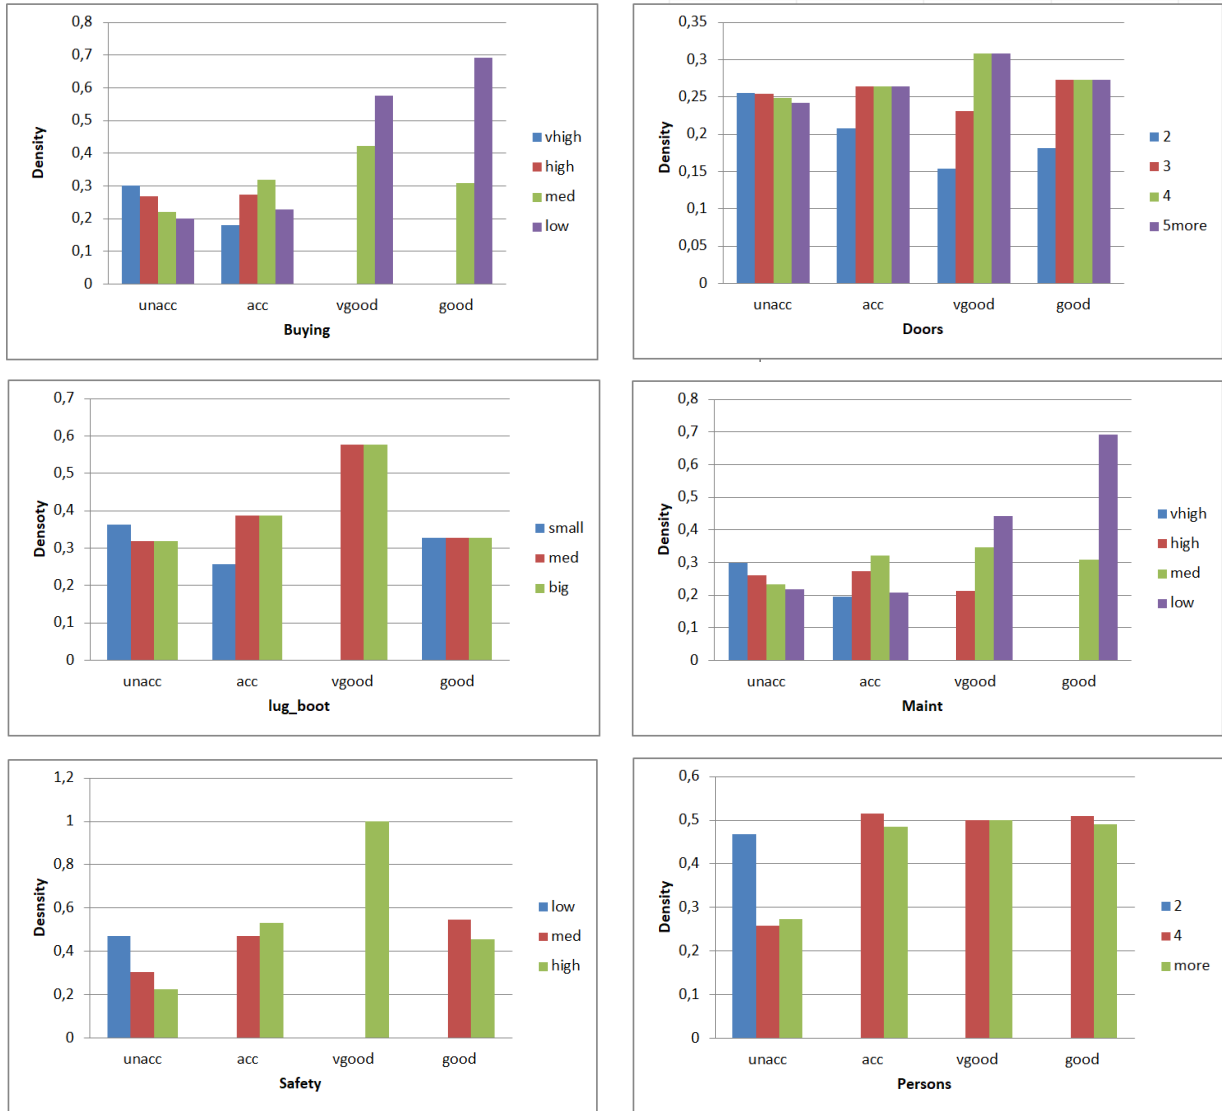 0,8
0,7
0,6
0,5
0,4
0,3
0,2
0,1
0
Density
unacc acc vgood good
Buying
vhigh
high
med
low
0,35
0,3
0,25
0,2
0,15
0,1
0,05
0
Density
unacc acc vgood good
Doors
2
3
4
5more
0,7
0,6
0,5
0,4
0,3
0,2
0,1
0
Densoty
unacc acc vgood good
lug_boot
small
med
big
0,8
0,7
0,6
0,5
0,4
0,3
0,2
0,1
0
Density
unacc acc vgood good
Maint
vhigh
high
med
low
1,2
1
0,8
0,6
0,4
0,2
0
Desnsity
unacc acc vgood good
Safety
low
med
high
0,6
0,5
0,4
0,3
0,2
0,1
0
Density
unacc acc vgood good
Persons
2
4
more